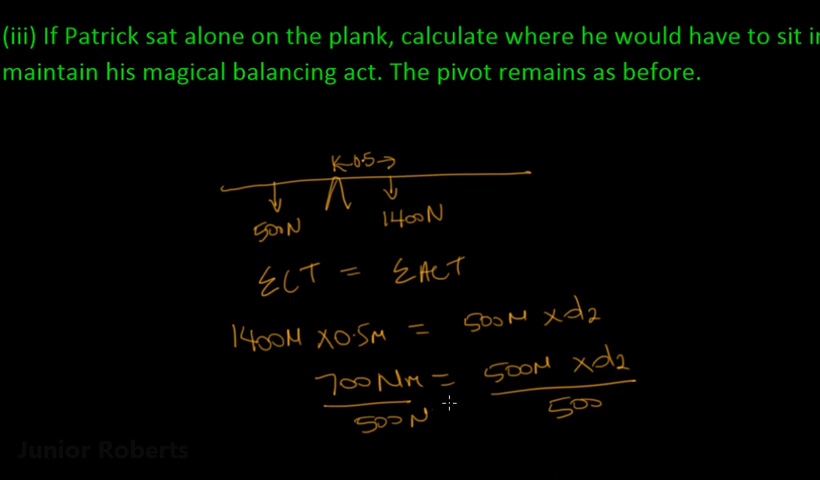 (iii) If Patrick sat alone on the plank, calculate where he would have to sit in
maintain his magical balancing act. The pivot remains as before.
0.5
500N 1400N
ΣCT = ΣACT
1400N x 0.5m = 500N x d2
700Nm = 500N x d2
500N 500
Junior Roberts